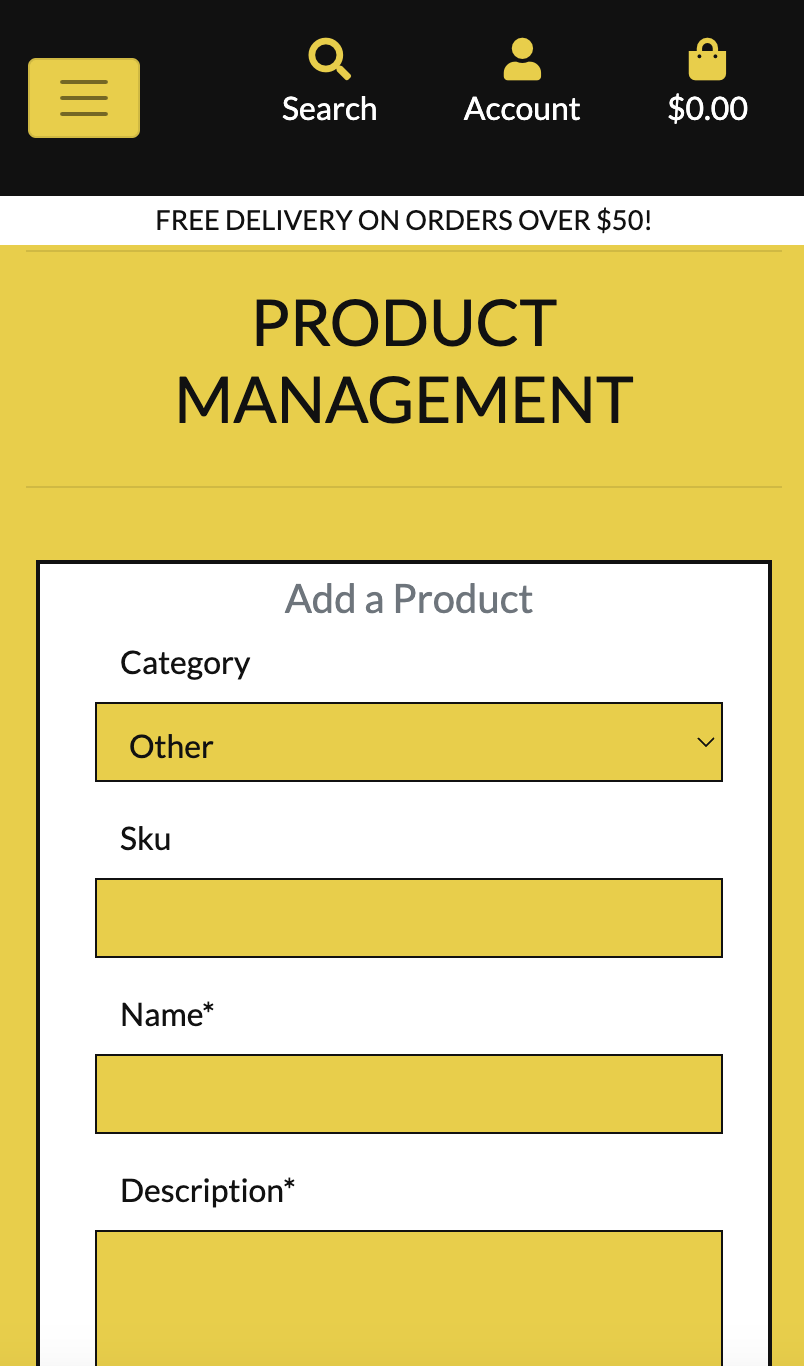 Search Account $0.00
FREE DELIVERY ON ORDERS OVER $50!
PRODUCT
MANAGEMENT
Add a Product
Category
Other
Sku
Name*
Description*